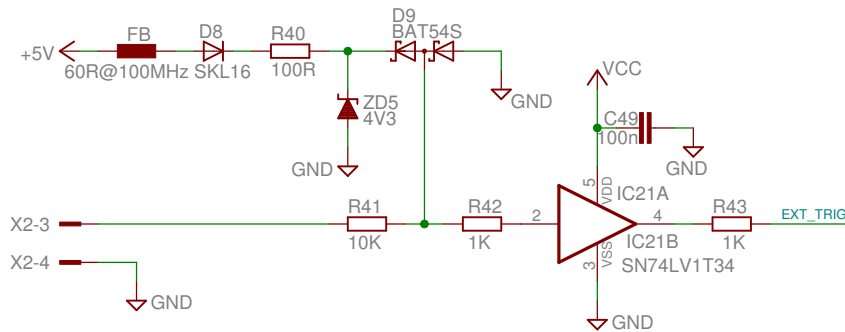 D9
FB D8 R40 BAT54S
+5V
60R@100MHz SKL16 100R
VCC
GND
ZD5
4V3
C49
100n
GND
GND
5
VDD
IC21A
R41 R42 R43
X2-3
2
4
EXT_TRIG
10K 1K 1K
IC21B
X2-4
3
VSS
SN74LV1T34
GND
GND